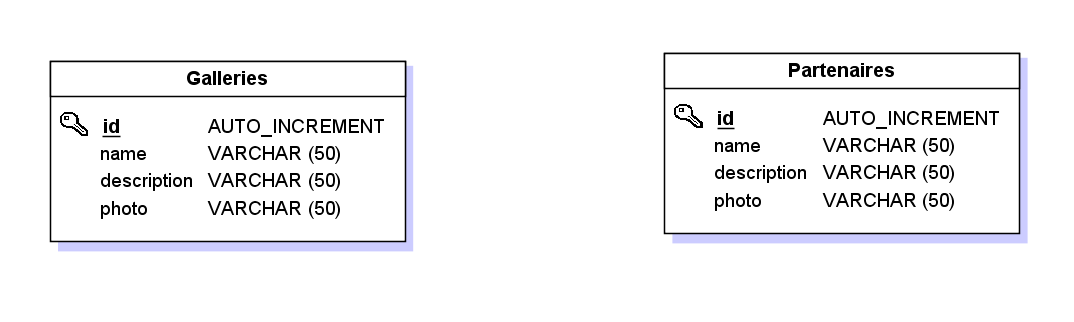 Galleries
id AUTO_INCREMENT
name VARCHAR (50)
description VARCHAR (50)
photo VARCHAR (50)
Partenaires
id AUTO_INCREMENT
name VARCHAR (50)
description VARCHAR (50)
photo VARCHAR (50)